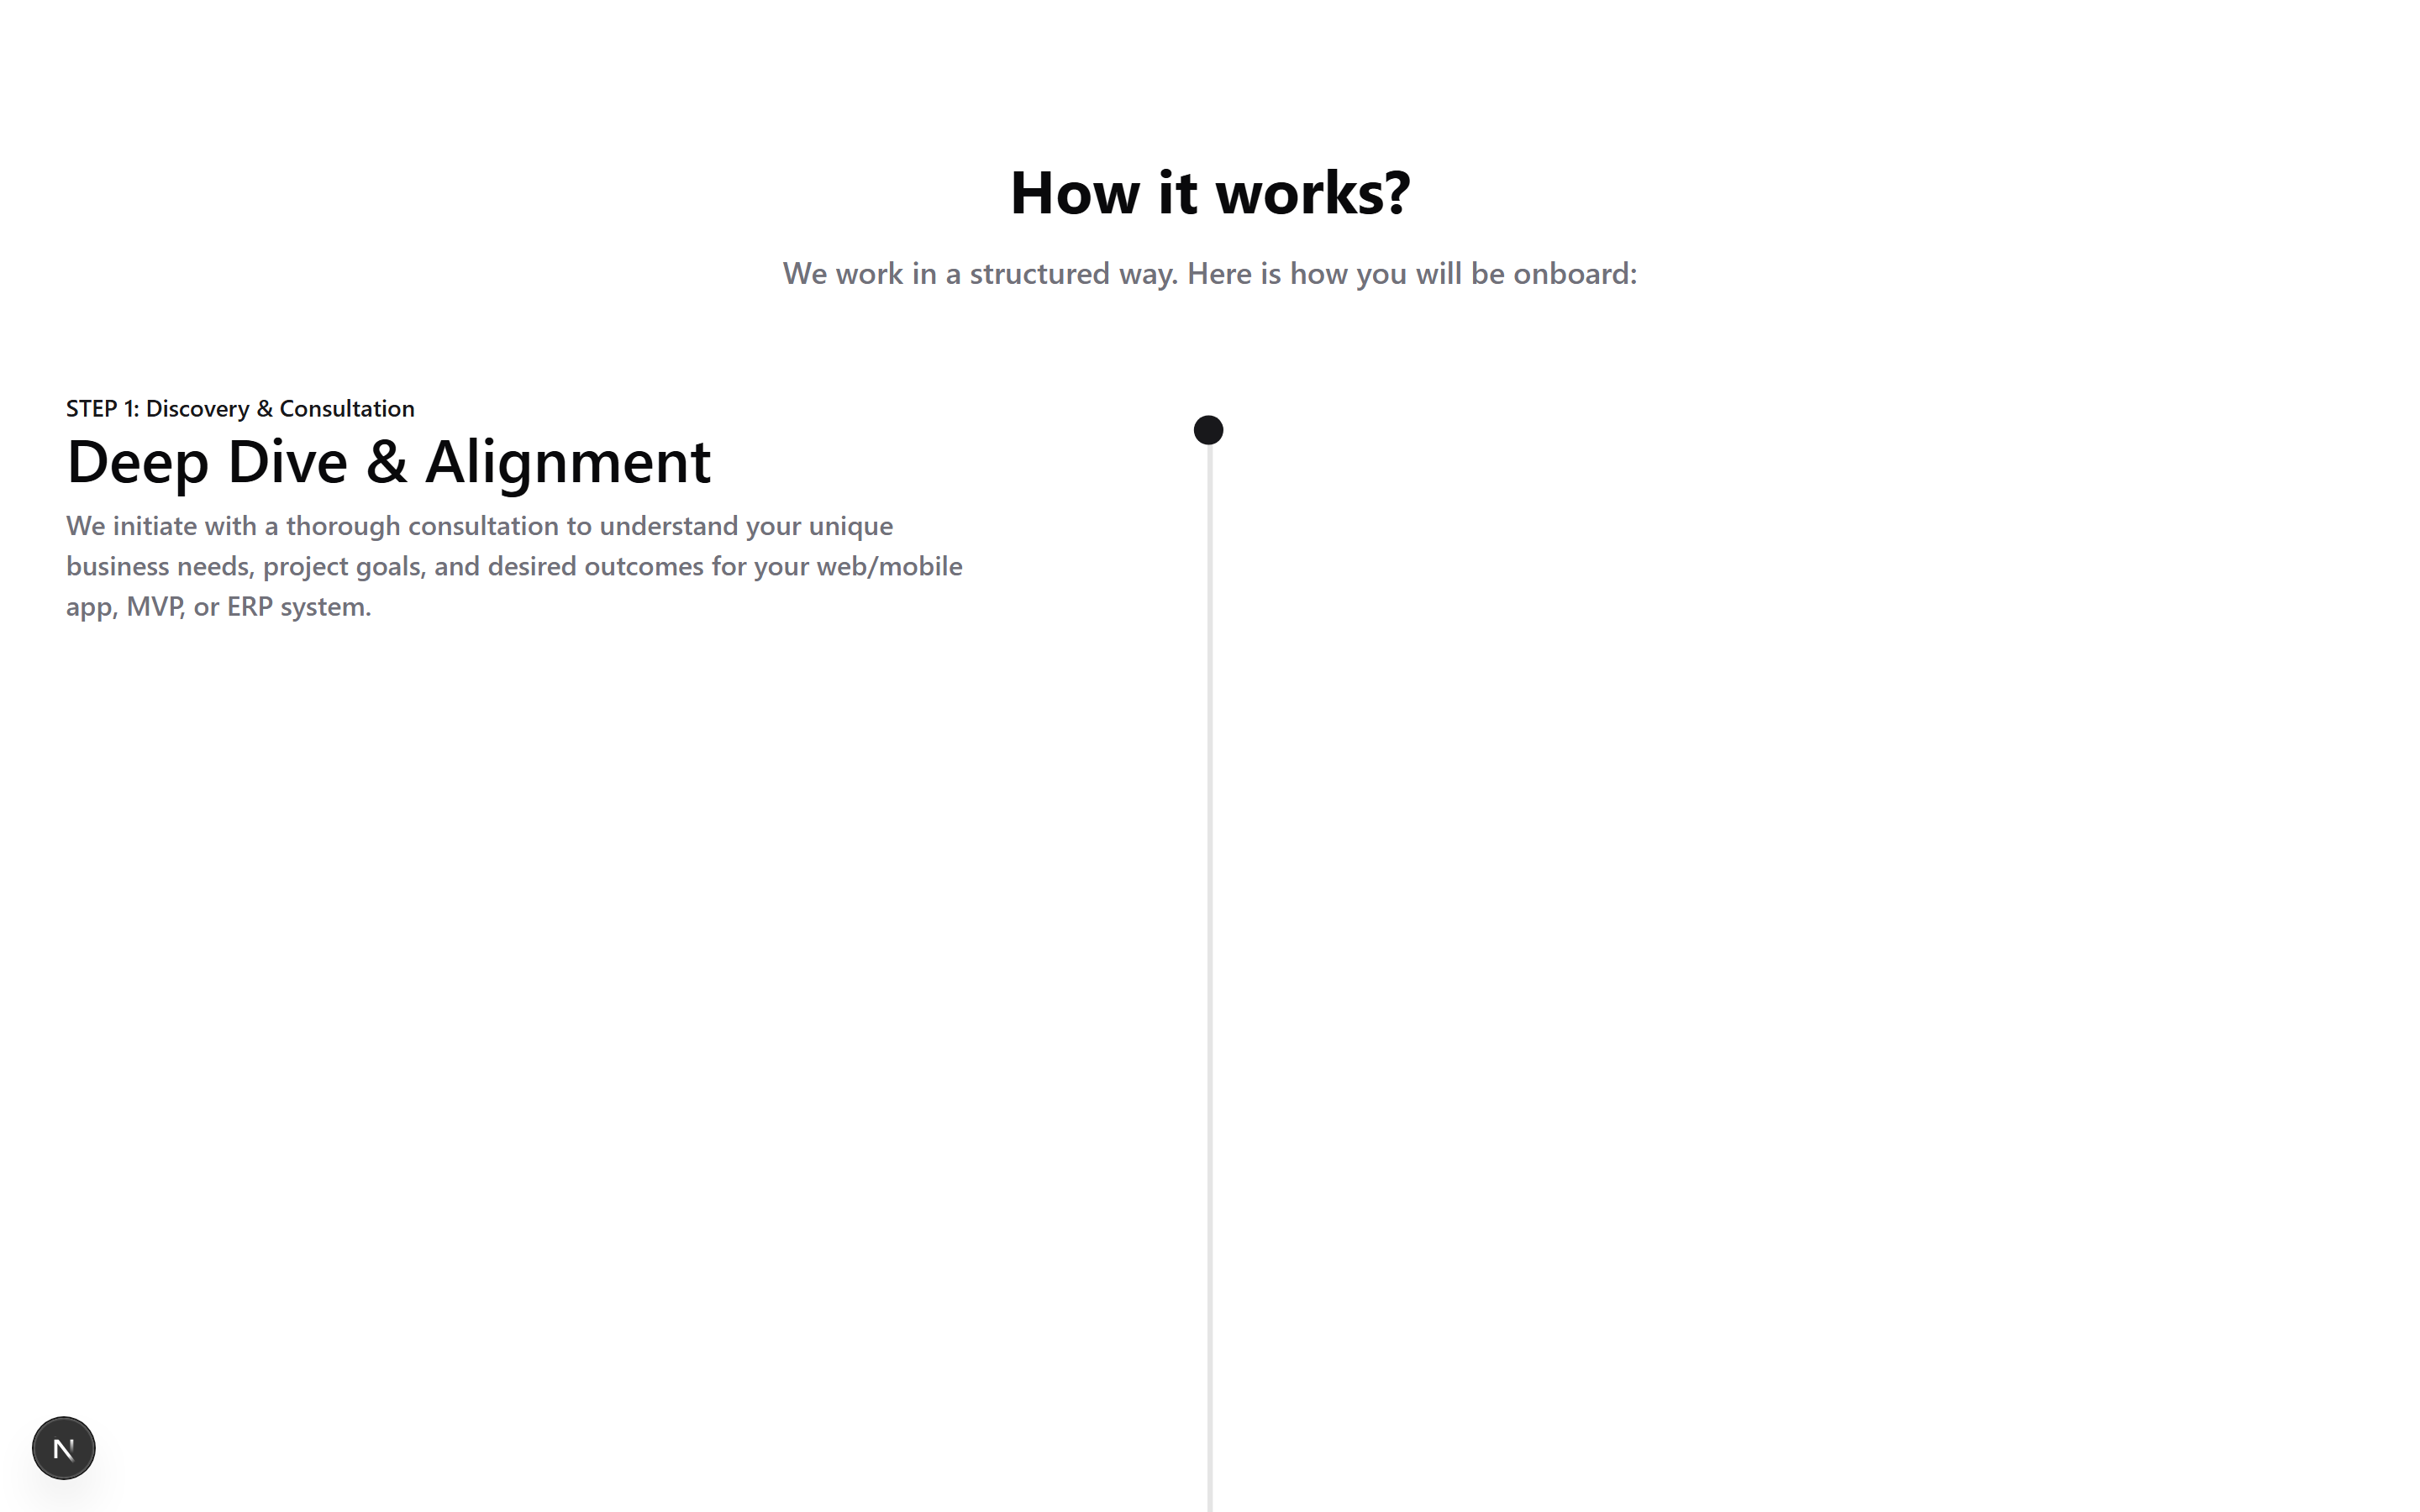 How it works?
We work in a structured way. Here is how you will be onboard:
STEP 1: Discovery & Consultation
Deep Dive & Alignment
We initiate with a thorough consultation to understand your unique
business needs, project goals, and desired outcomes for your web/mobile
app, MVP, or ERP system.
N